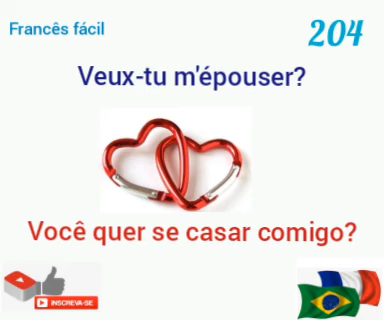 Francês fácil
204
Veux-tu m'épouser?
Você quer se casar comigo?
INSCREVA-SE